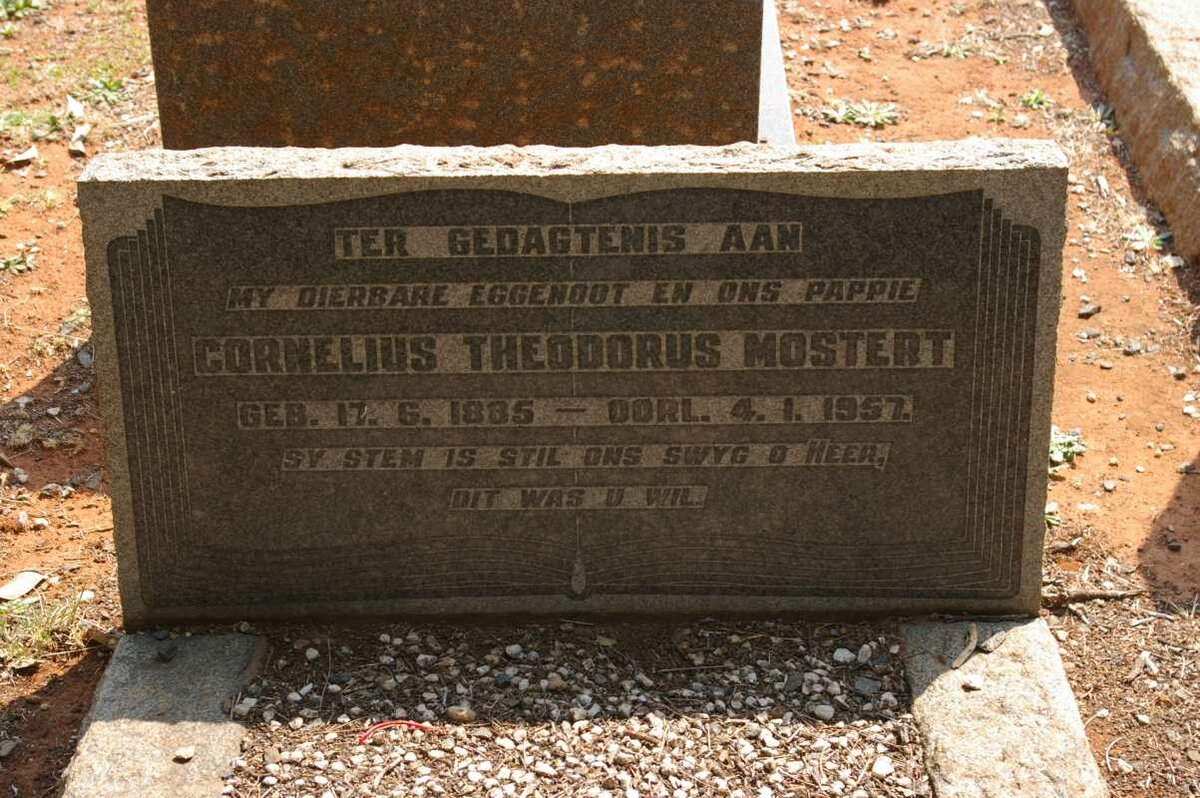 TER GEDAGTENIS AAN
MY DIERBARE EGGENOOT EN ONS PAPPIE
CORNELIUS THEODORUS MOSTERT
GEB. 17. 6. 1885 — OORL. 4. 1. 1957.
SY STEM IS STIL ONS SWYG O HEER,
DIT WAS U WIL.